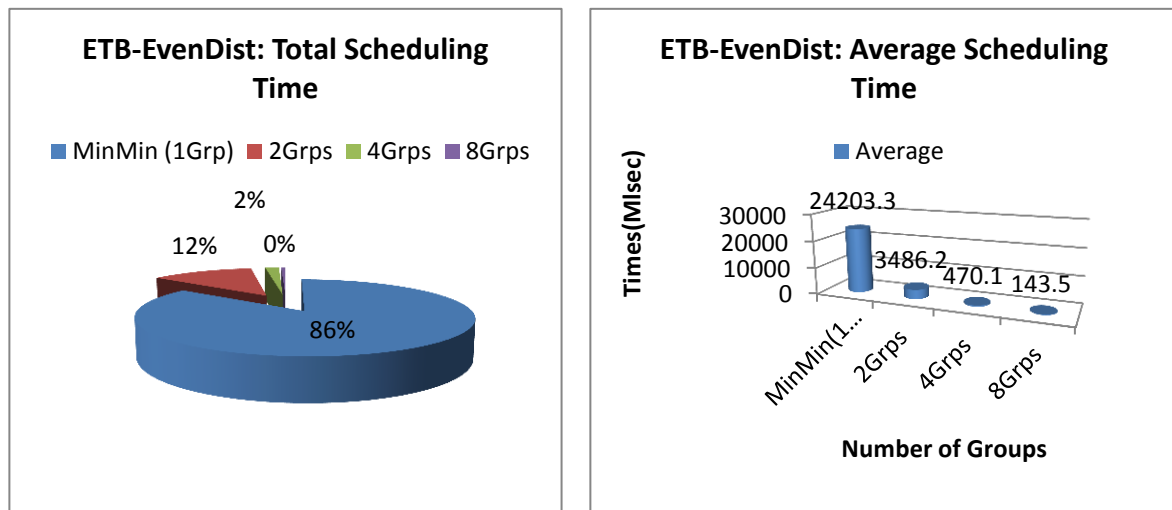 ETB-EvenDist: Total Scheduling
Time
MinMin (1Grp) 2Grps 4Grps 8Grps
2%
12% 0%
86%
ETB-EvenDist: Average Scheduling
Time
Average
Times(Mlsec)
30000
20000
10000
0
24203.3
3486.2
470.1
143.5
MinMin(1...
2Grps
4Grps
8Grps
Number of Groups